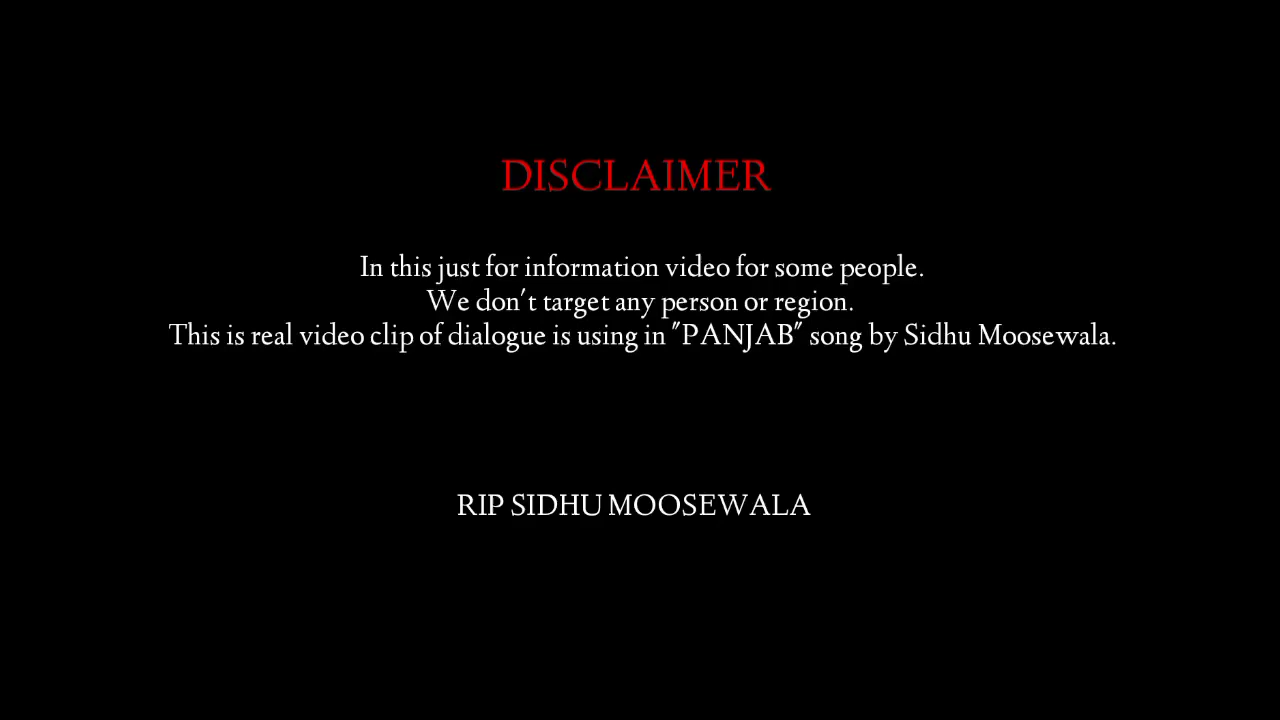 DISCLAIMER
In this just for information video for some people.
We don't target any person or region.
This is real video clip of dialogue is using in "PANJAB" song by Sidhu Moosewala.
RIP SIDHU MOOSEWALA